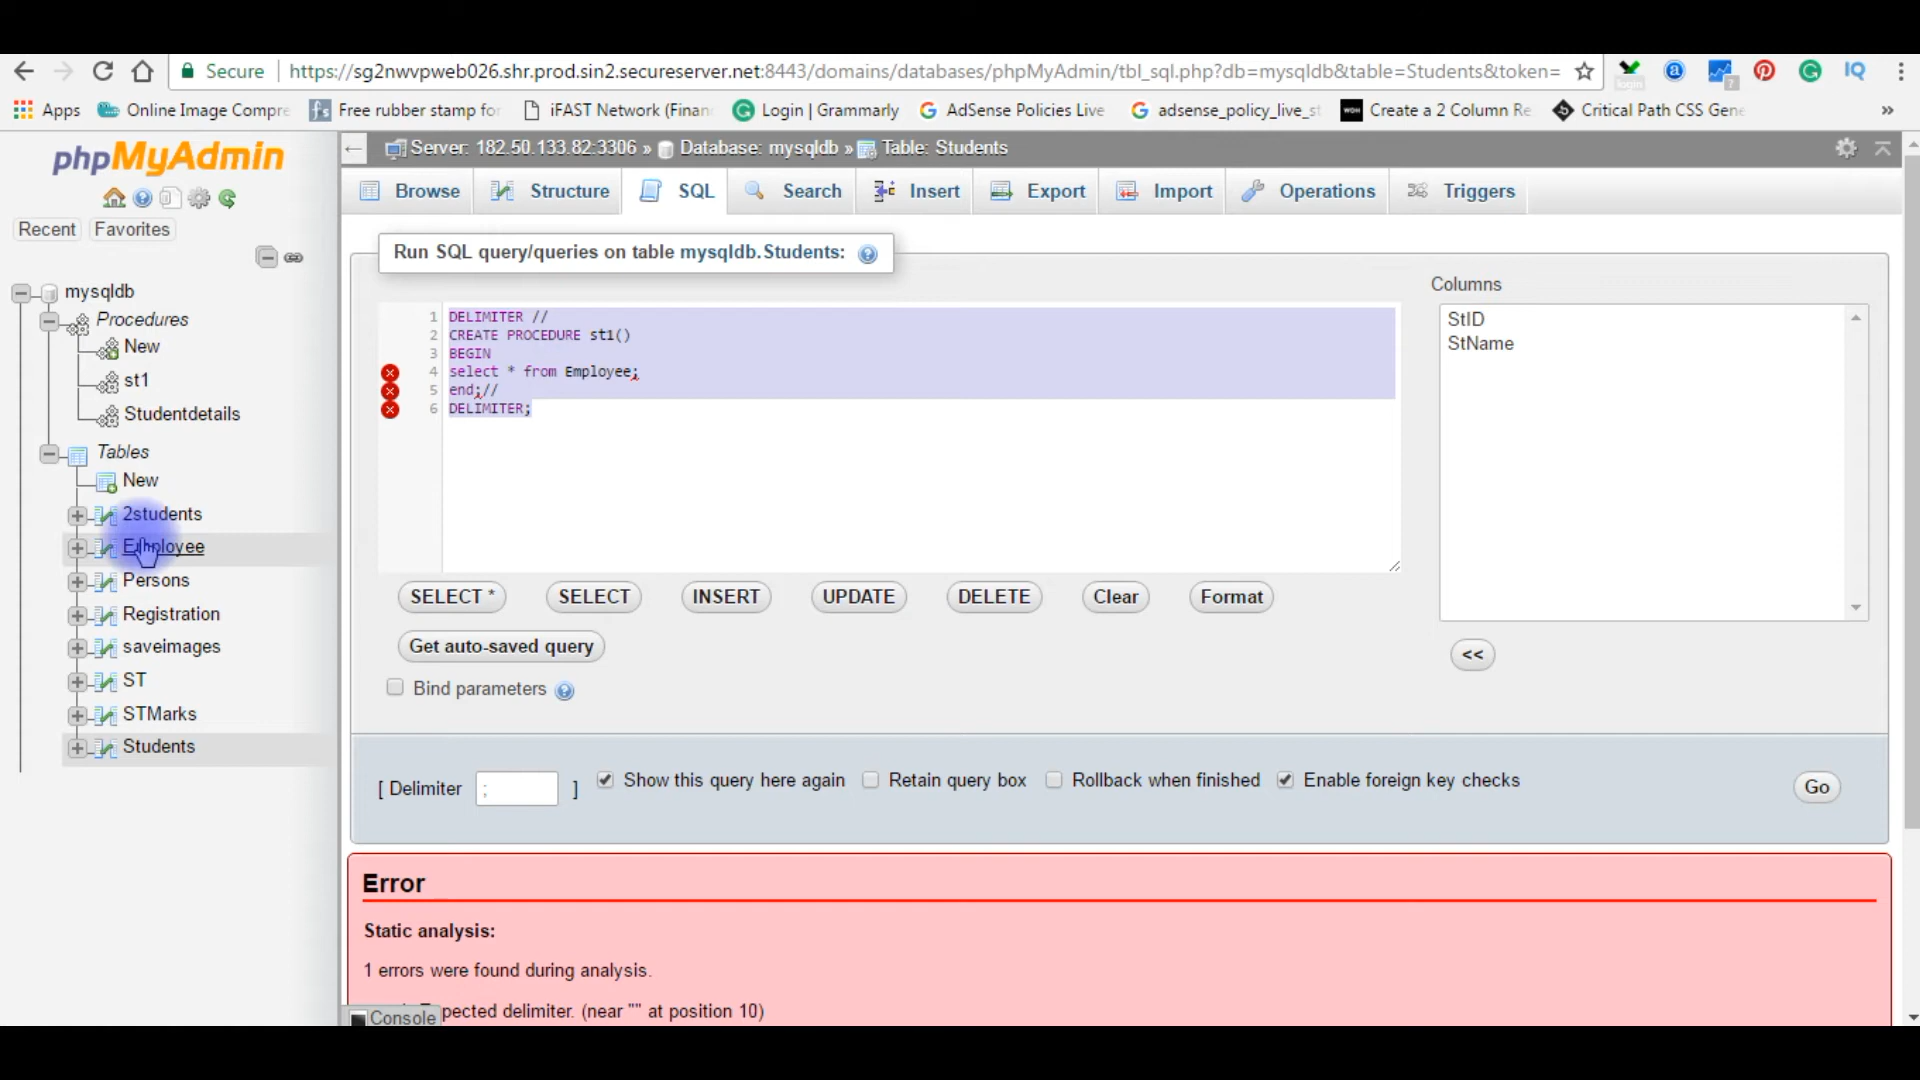 Secure
https://sg2nwvpweb026.shr.prod.sin2.secureserver.net:8443/domains/databases/phpMyAdmin/tbl_sql.php?db=mysqldb&table=Students&token=
IQ
Apps
Online Image Compre
Free rubber stamp for
iFAST Network (Finan
Login | Grammarly
AdSense Policies Live
adsense_policy_live_st
Create a 2 Column Re
Critical Path CSS Gene
»
phpMyAdmin
Recent
Favorites
mysqldb
Procedures
New
st1
Studentdetails
Tables
New
2students
Employee
Persons
Registration
saveimages
ST
STMarks
Students
Server: 182.50.133.82:3306 » Database: mysqldb » Table: Students
Browse
Structure
SQL
Search
Insert
Export
Import
Operations
Triggers
Run SQL query/queries on table mysqldb.Students:
1 DELIMITER //
2 CREATE PROCEDURE st1()
3 BEGIN
4 select * from Employee;
5 end;//
6 DELIMITER;
Columns
StID
StName
SELECT *
SELECT
INSERT
UPDATE
DELETE
Clear
Format
<<
Get auto-saved query
Bind parameters
[ Delimiter ; ]
Show this query here again
Retain query box
Rollback when finished
Enable foreign key checks
Go
Error
Static analysis:
1 errors were found during analysis.
pected delimiter. (near "" at position 10)
Console